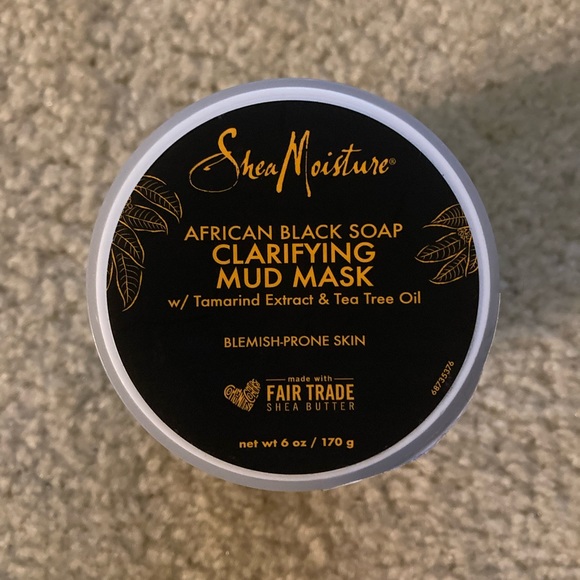 SheaMoisture®
AFRICAN BLACK SOAP
CLARIFYING
MUD MASK
w/ Tamarind Extract & Tea Tree Oil
BLEMISH-PRONE SKIN
made with
FAIR TRADE
SHEA BUTTER
68735376
net wt 6 oz / 170 g